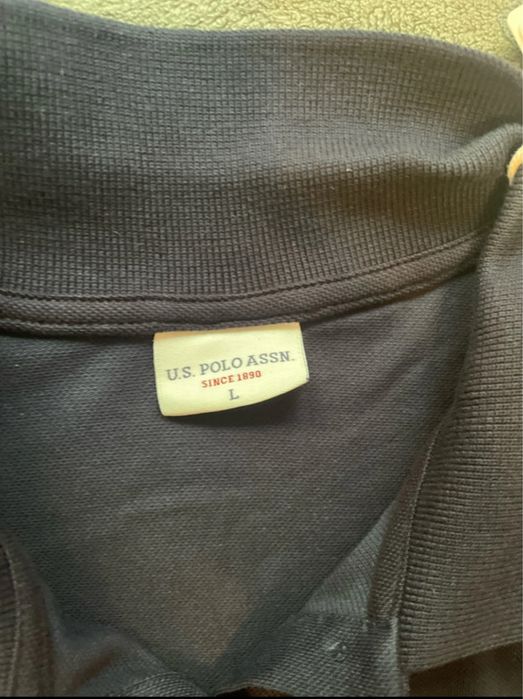 U.S. POLO ASSN.
SINCE 1890
L